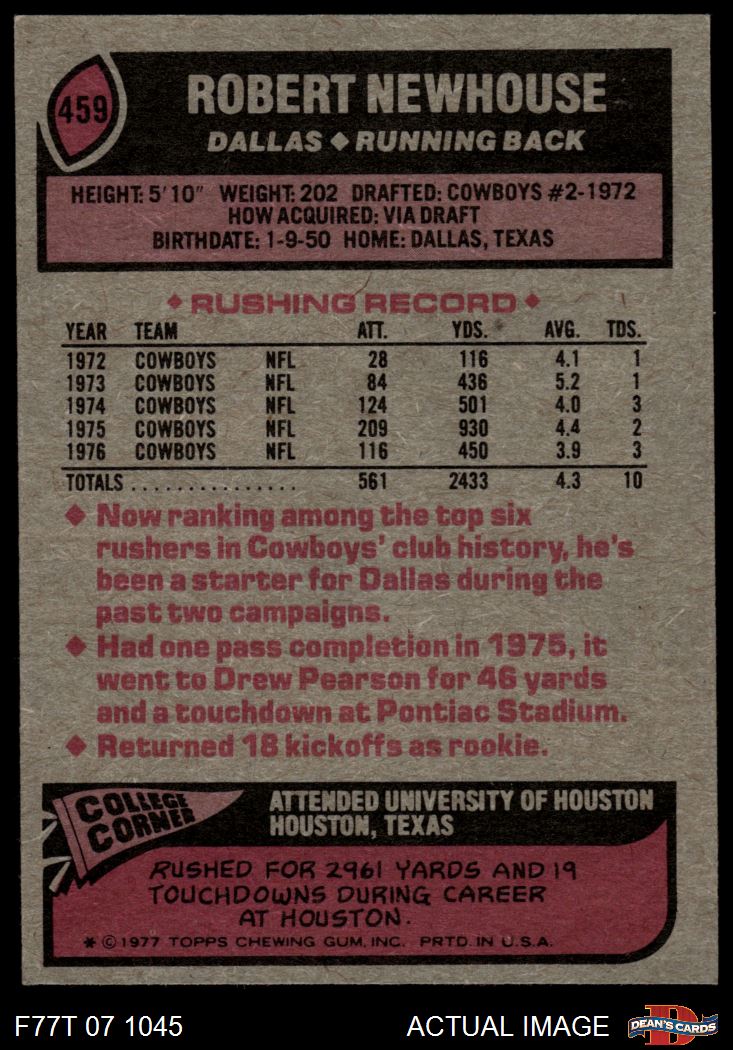 459
ROBERT NEWHOUSE
DALLAS ◆ RUNNING BACK
HEIGHT: 5'10" WEIGHT: 202 DRAFTED: COWBOYS #2-1972
HOW ACQUIRED: VIA DRAFT
BIRTHDATE: 1-9-50 HOME: DALLAS, TEXAS
◆ RUSHING RECORD ◆
YEAR TEAM ATT. YDS. AVG. TDS.
1972 COWBOYS NFL 28 116 4.1 1
1973 COWBOYS NFL 84 436 5.2 1
1974 COWBOYS NFL 124 501 4.0 3
1975 COWBOYS NFL 209 930 4.4 2
1976 COWBOYS NFL 116 450 3.9 3
TOTALS ............... 561 2433 4.3 10
◆ Now ranking among the top six
rushers in Cowboys' club history, he's
been a starter for Dallas during the
past two campaigns.
◆ Had one pass completion in 1975, it
went to Drew Pearson for 46 yards
and a touchdown at Pontiac Stadium.
◆ Returned 18 kickoffs as rookie.
COLLEGE
CORNER
ATTENDED UNIVERSITY OF HOUSTON
HOUSTON, TEXAS
RUSHED FOR 2961 YARDS AND 19
TOUCHDOWNS DURING CAREER
AT HOUSTON.
* © 1977 TOPPS CHEWING GUM, INC. PRTD. IN U.S.A.
F77T 07 1045 ACTUAL IMAGE
D
DEAN'S CARDS